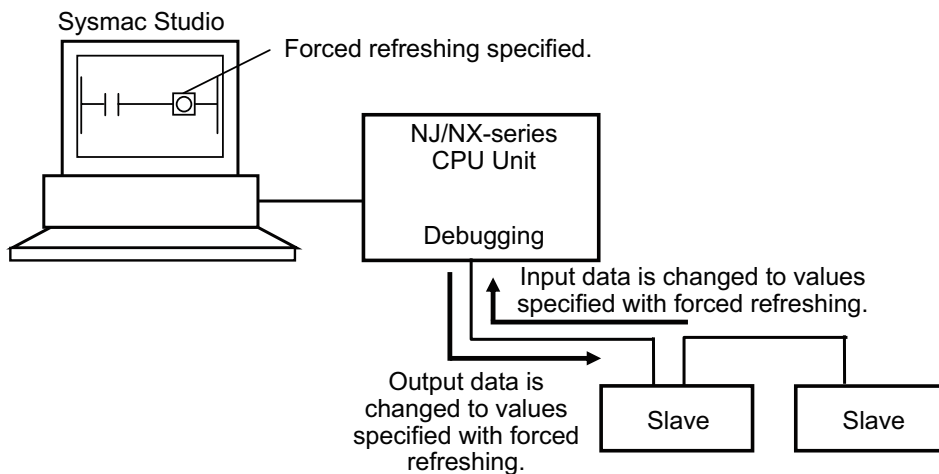 Sysmac Studio
Forced refreshing specified.
NJ/NX-series
CPU Unit
Debugging
Input data is changed to values
specified with forced refreshing.
Output data is
changed to values
specified with forced
refreshing.
Slave
Slave